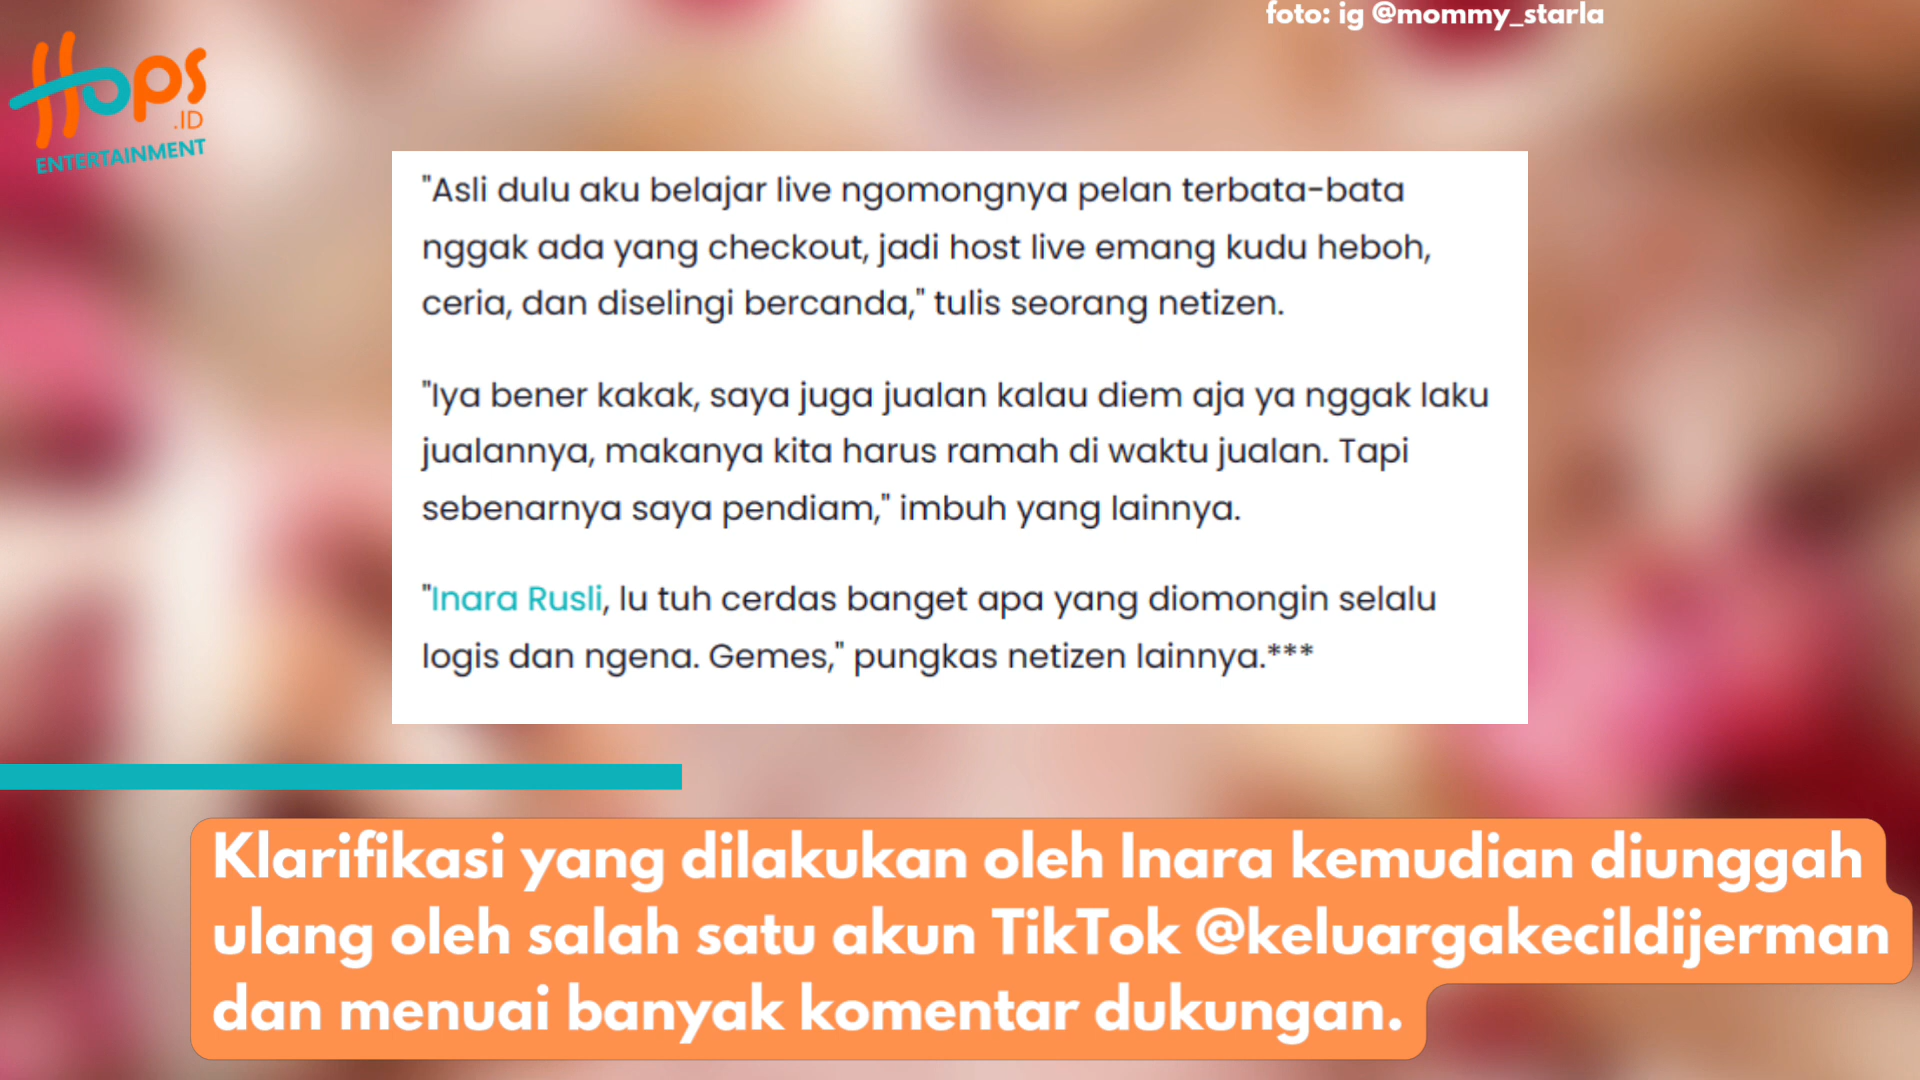 foto: ig @mommy_starla
Hops
.ID
ENTERTAINMENT
"Asli dulu aku belajar live ngomongnya pelan terbata-bata
nggak ada yang checkout, jadi host live emang kudu heboh,
ceria, dan diselingi bercanda," tulis seorang netizen.
"Iya bener kakak, saya juga jualan kalau diem aja ya nggak laku
jualannya, makanya kita harus ramah di waktu jualan. Tapi
sebenarnya saya pendiam," imbuh yang lainnya.
"Inara Rusli, lu tuh cerdas banget apa yang diomongin selalu
logis dan ngena. Gemes," pungkas netizen lainnya.***
Klarifikasi yang dilakukan oleh Inara kemudian diunggah
ulang oleh salah satu akun TikTok @keluargakecildijerman
dan menuai banyak komentar dukungan.